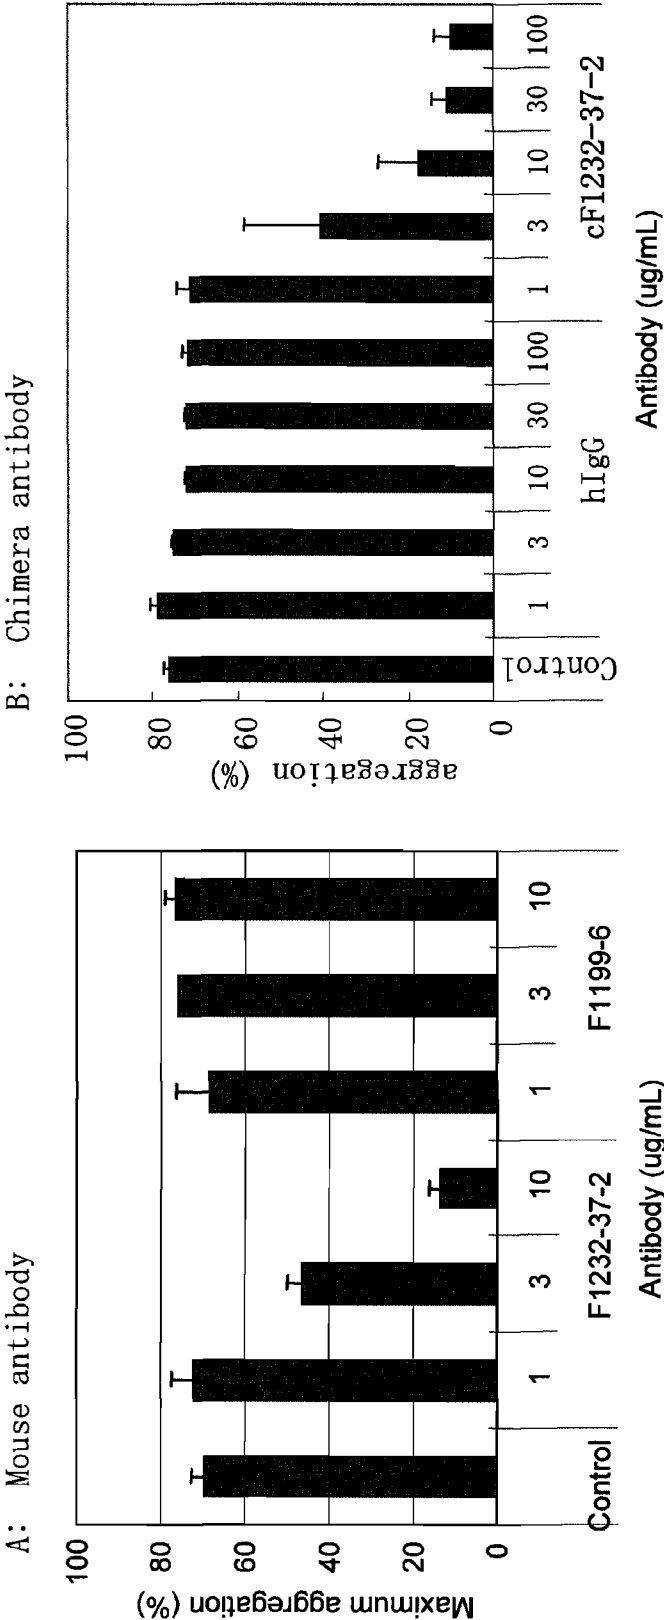 A: Mouse antibody
Maximum aggregation (%)
100
80
60
40
20
0
Control
1
3
10
1
3
10
F1232-37-2
F1199-6
Antibody (ug/mL)
B: Chimera antibody
aggregation (%)
100
80
60
40
20
0
Control
1
3
10
30
100
1
3
10
30
100
hIgG
cF1232-37-2
Antibody (ug/mL)